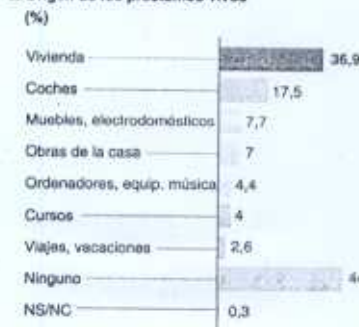 (%)
Vivienda 36,9
Coches 17,5
Muebles, electrodomésticos 7,7
Obras de la casa 7
Ordenadores, equip. música 4,4
Cursos 4
Viajes, vacaciones 2,6
Ninguno
NS/NC 0,3